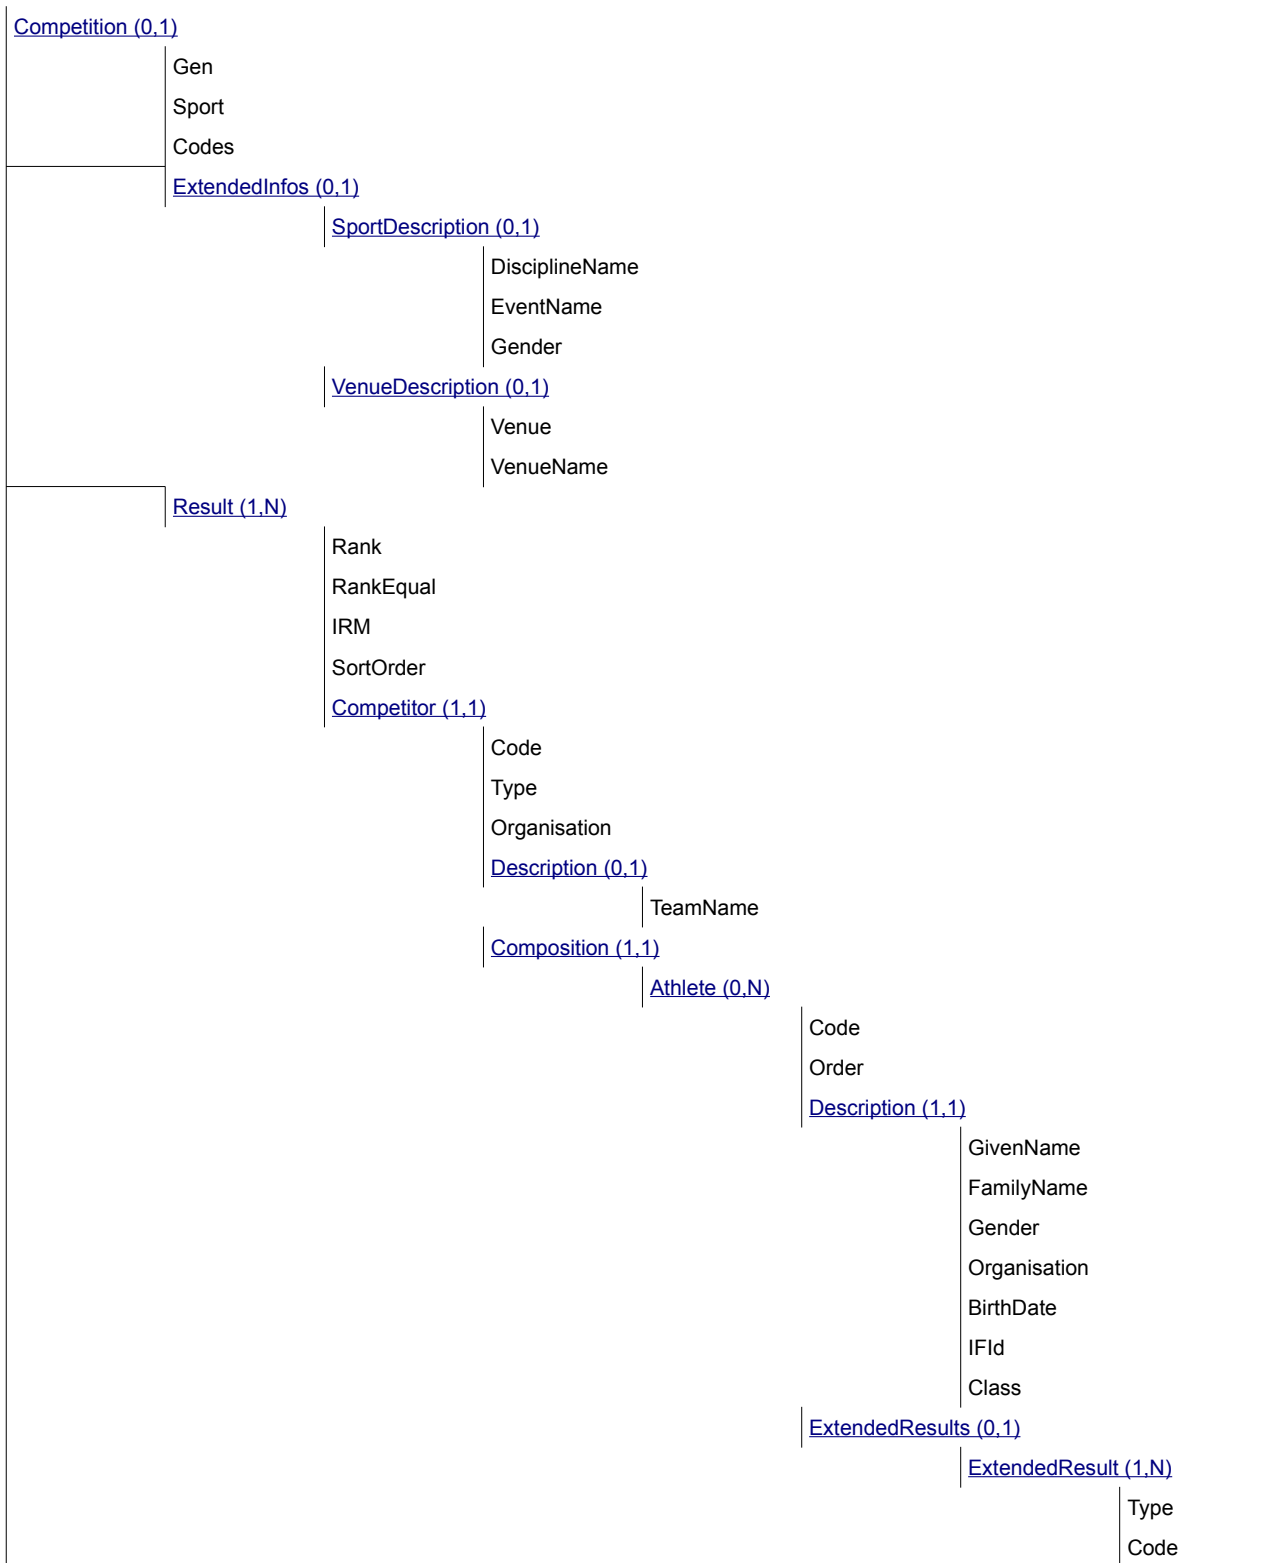 Competition (0,1)
Gen
Sport
Codes
ExtendedInfos (0,1)
SportDescription (0,1)
DisciplineName
EventName
Gender
VenueDescription (0,1)
Venue
VenueName
Result (1,N)
Rank
RankEqual
IRM
SortOrder
Competitor (1,1)
Code
Type
Organisation
Description (0,1)
TeamName
Composition (1,1)
Athlete (0,N)
Code
Order
Description (1,1)
GivenName
FamilyName
Gender
Organisation
BirthDate
IFId
Class
ExtendedResults (0,1)
ExtendedResult (1,N)
Type
Code